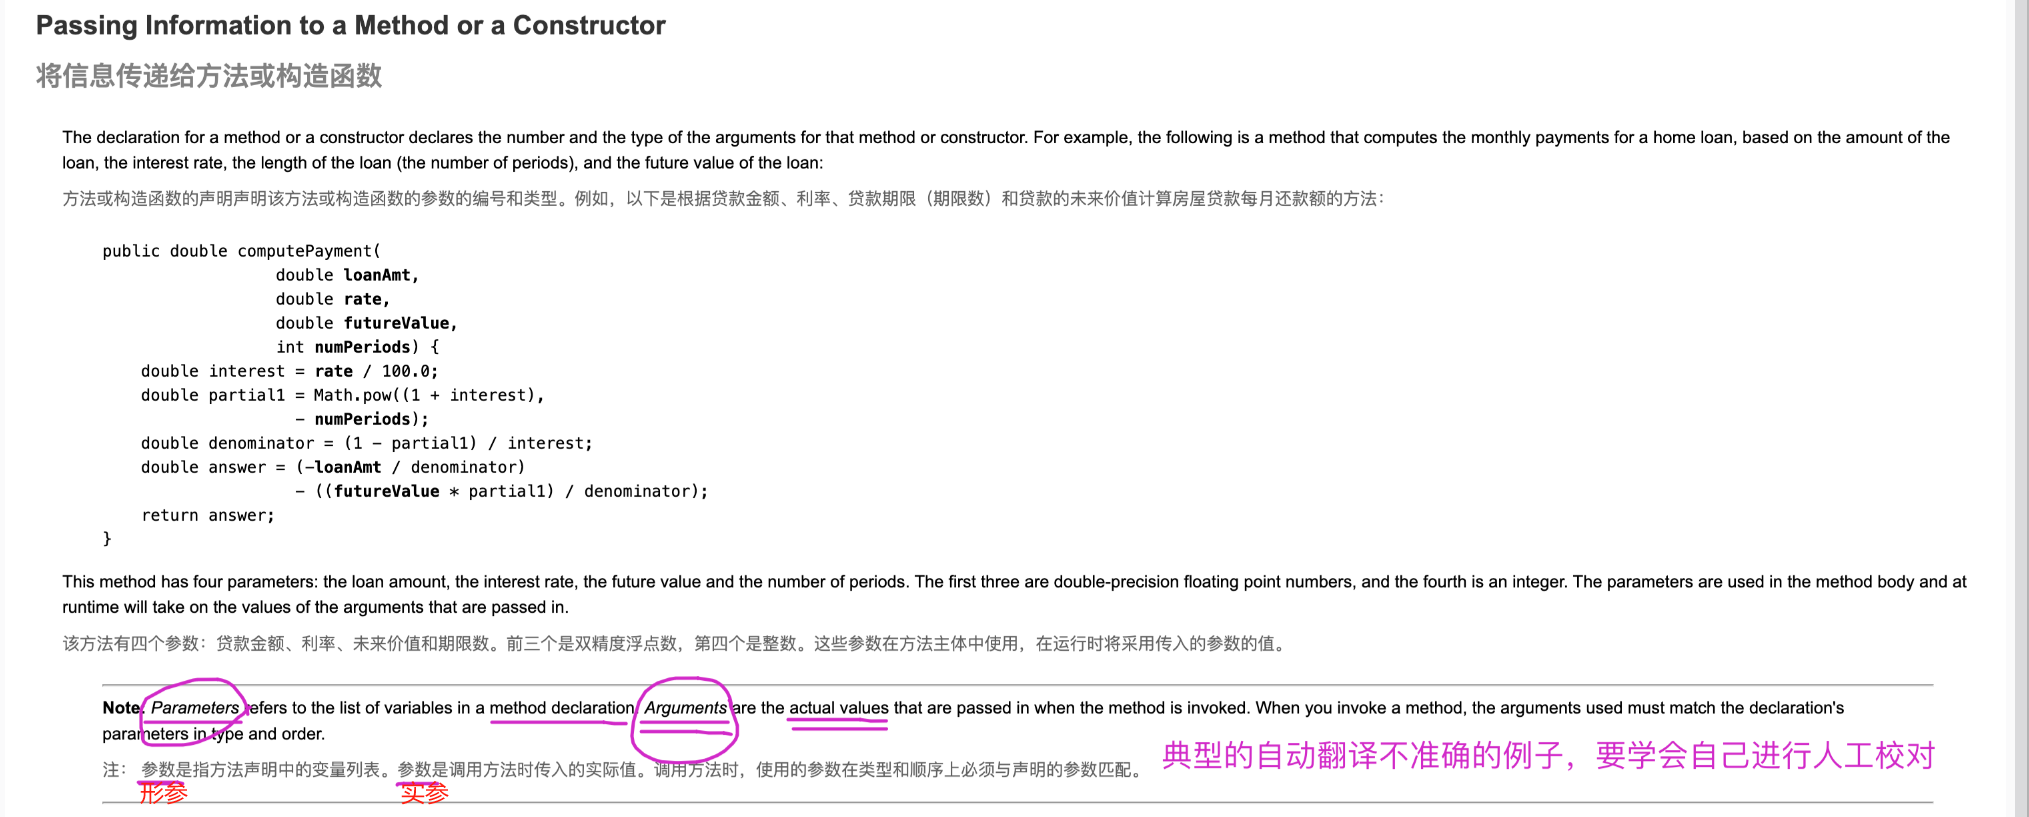 Passing Information to a Method or a Constructor
将信息传递给方法或构造函数
The declaration for a method or a constructor declares the number and the type of the arguments for that method or constructor. For example, the following is a method that computes the monthly payments for a home loan, based on the amount of the
loan, the interest rate, the length of the loan (the number of periods), and the future value of the loan:
方法或构造函数的声明声明该方法或构造函数的参数的编号和类型。例如，以下是根据贷款金额、利率、贷款期限（期限数）和贷款的未来价值计算房屋贷款每月还款额的方法：
public double computePayment(
double loanAmt,
double rate,
double futureValue,
int numPeriods) {
double interest = rate / 100.0;
double partial1 = Math.pow((1 + interest),
- numPeriods);
double denominator = (1 - partial1) / interest;
double answer = (-loanAmt / denominator)
- ((futureValue * partial1) / denominator);
return answer;
}
This method has four parameters: the loan amount, the interest rate, the future value and the number of periods. The first three are double-precision floating point numbers, and the fourth is an integer. The parameters are used in the method body and at
runtime will take on the values of the arguments that are passed in.
该方法有四个参数：贷款金额、利率、未来价值和期限数。前三个是双精度浮点数，第四个是整数。这些参数在方法主体中使用，在运行时将采用传入的参数的值。
Note: Parameters refers to the list of variables in a method declaration. Arguments are the actual values that are passed in when the method is invoked. When you invoke a method, the arguments used must match the declaration's
parameters in type and order.
注： 参数是指方法声明中的变量列表。参数是调用方法时传入的实际值。调用方法时，使用的参数在类型和顺序上必须与声明的参数匹配。
典型的自动翻译不准确的例子，要学会自己进行人工校对
形参 实参